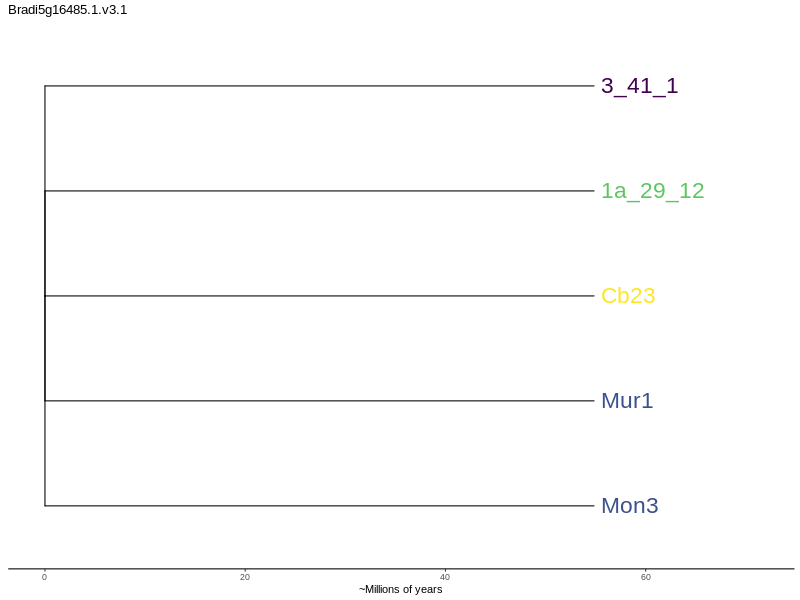 Bradi5g16485.1.v3.1
3_41_1
1a_29_12
Cb23
Mur1
Mon3
0 20 40 60
~Millions of years